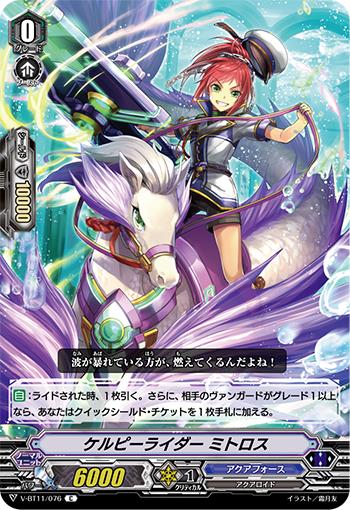 0
グレード
ブースト
シールド
10000
波が暴れている方が、燃えてくるんだよね！
:ライドされた時、1枚引く。さらに、相手のヴァンガードがグレード1以上
なら、あなたはクイックシールド・チケットを1枚手札に加える。
ケルピーライダー ミトロス
ノーマル
ユニット
パワー
6000
1
クリティカル
アクアフォース
アクアロイド
V-BT11/076 C
イラスト／霜月友